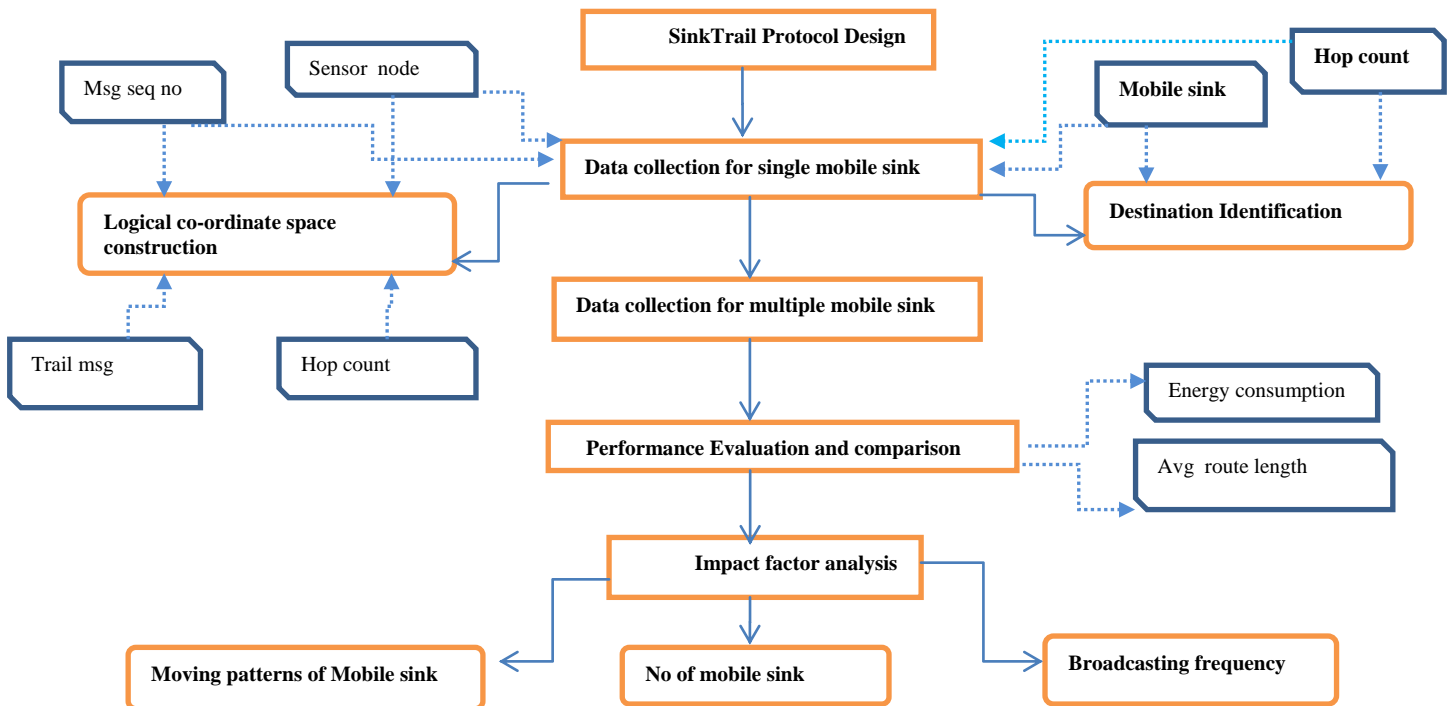 SinkTrail Protocol Design
Hop count
Sensor node
Msg seq no
Mobile sink
Data collection for single mobile sink
Logical co-ordinate space
construction
Destination Identification
Data collection for multiple mobile sink
Trail msg
Hop count
Energy consumption
Performance Evaluation and comparison
Avg route length
Impact factor analysis
Moving patterns of Mobile sink
No of mobile sink
Broadcasting frequency